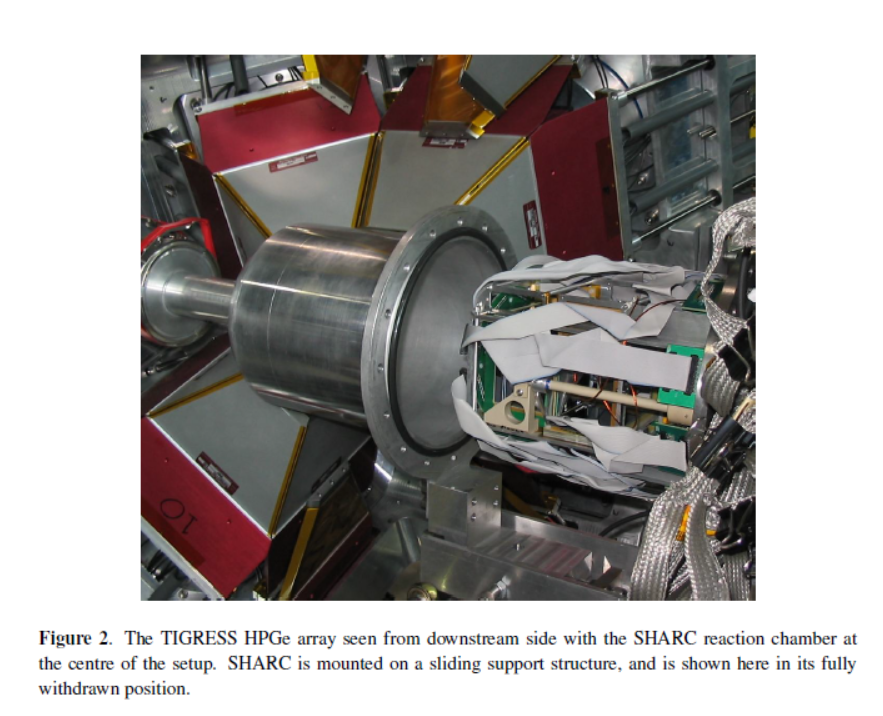 10
Figure 2. The TIGRESS HPGe array seen from downstream side with the SHARC reaction chamber at
the centre of the setup. SHARC is mounted on a sliding support structure, and is shown here in its fully
withdrawn position.